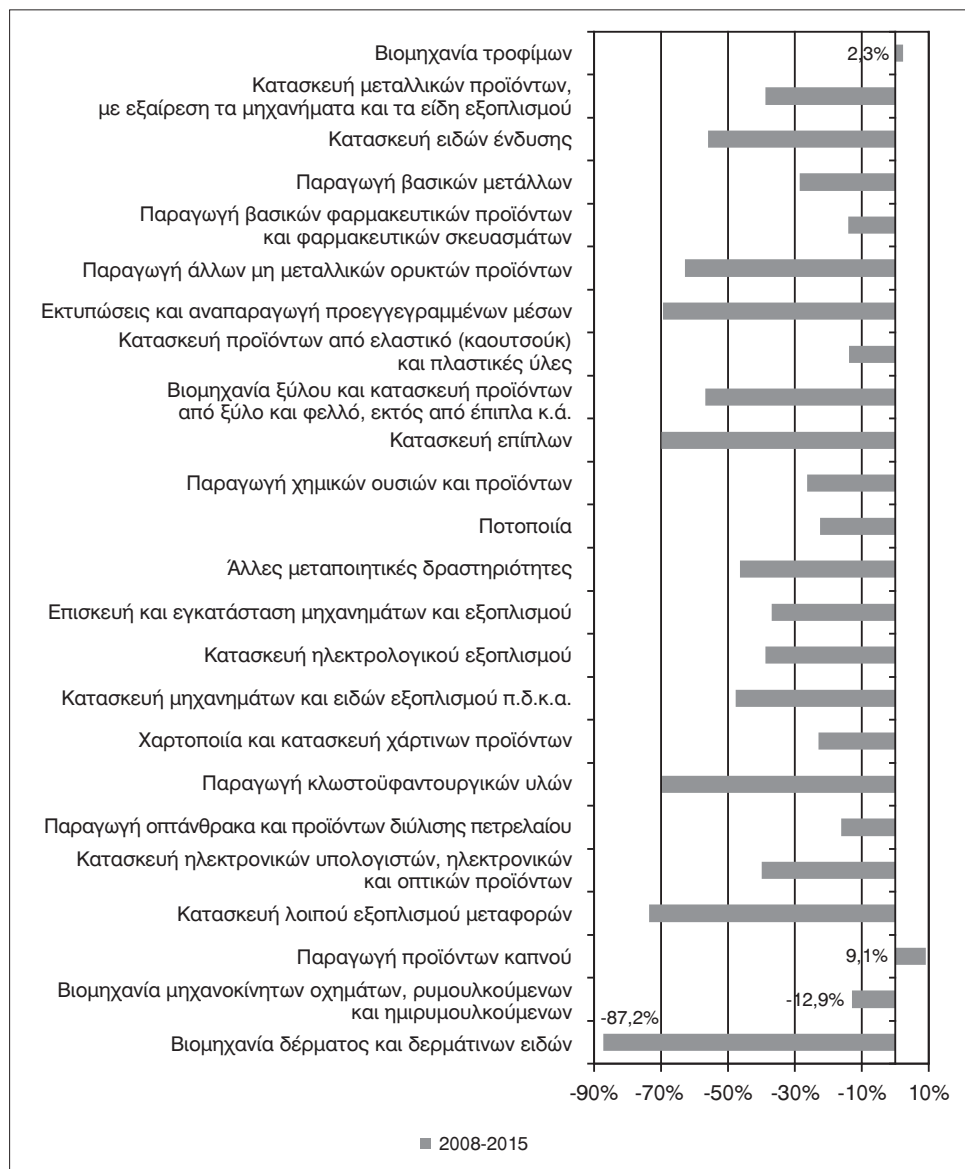 Βιομηχανία τροφίμων
2,3%
Κατασκευή μεταλλικών προϊόντων,
με εξαίρεση τα μηχανήματα και τα είδη εξοπλισμού
Κατασκευή ειδών ένδυσης
Παραγωγή βασικών μετάλλων
Παραγωγή βασικών φαρμακευτικών προϊόντων
και φαρμακευτικών σκευασμάτων
Παραγωγή άλλων μη μεταλλικών ορυκτών προϊόντων
Εκτυπώσεις και αναπαραγωγή προεγγεγραμμένων μέσων
Κατασκευή προϊόντων από ελαστικό (καουτσούκ)
και πλαστικές ύλες
Βιομηχανία ξύλου και κατασκευή προϊόντων
από ξύλο και φελλό, εκτός από έπιπλα κ.ά.
Κατασκευή επίπλων
Παραγωγή χημικών ουσιών και προϊόντων
Ποτοποιία
Άλλες μεταποιητικές δραστηριότητες
Επισκευή και εγκατάσταση μηχανημάτων και εξοπλισμού
Κατασκευή ηλεκτρολογικού εξοπλισμού
Κατασκευή μηχανημάτων και ειδών εξοπλισμού π.δ.κ.α.
Χαρτοποιία και κατασκευή χάρτινων προϊόντων
Παραγωγή κλωστοϋφαντουργικών υλών
Παραγωγή οπτάνθρακα και προϊόντων διύλισης πετρελαίου
Κατασκευή ηλεκτρονικών υπολογιστών, ηλεκτρονικών
και οπτικών προϊόντων
Κατασκευή λοιπού εξοπλισμού μεταφορών
Παραγωγή προϊόντων καπνού
9,1%
Βιομηχανία μηχανοκίνητων οχημάτων, ρυμουλκούμενων
και ημιρυμουλκούμενων
-12,9%
-87,2%
Βιομηχανία δέρματος και δερμάτινων ειδών
-90% -70% -50% -30% -10% 10%
2008-2015